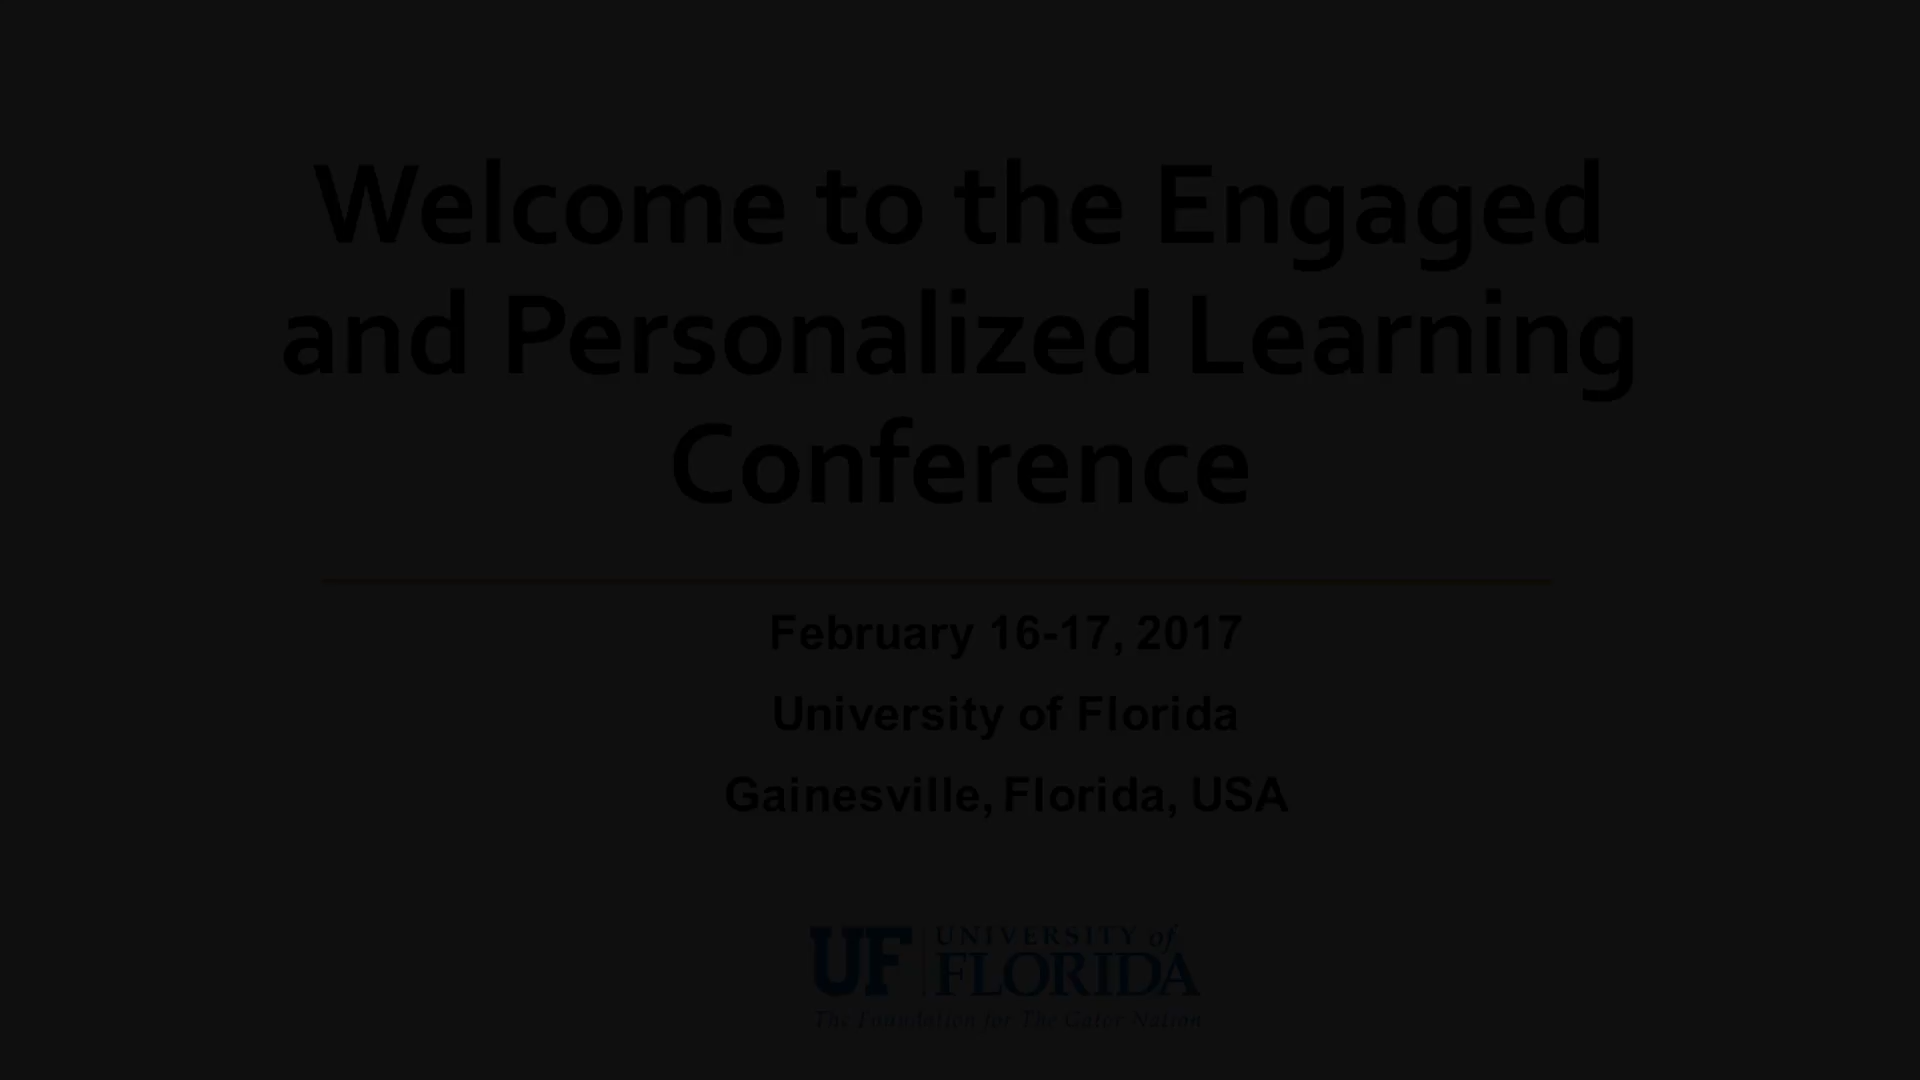 Welcome to the Engaged
and Personalized Learning
Conference
February 16-17, 2017
University of Florida
Gainesville, Florida, USA
UF UNIVERSITY of
FLORIDA
The Foundation for The Gator Nation